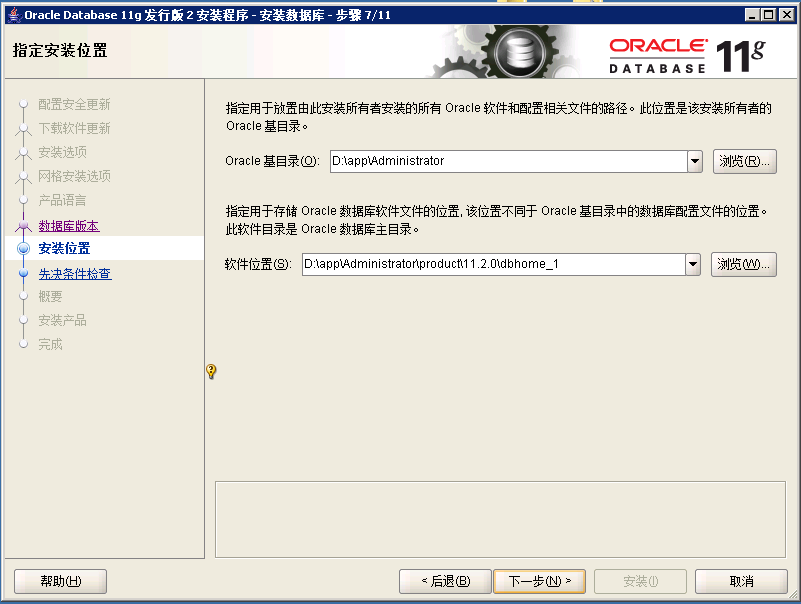 Oracle Database 11g 发行版 2 安装程序 - 安装数据库 - 步骤 7/11
指定安装位置
ORACLE
DATABASE
11g
配置安全更新
下载软件更新
安装选项
网格安装选项
产品语言
数据库版本
安装位置
先决条件检查
概要
安装产品
完成
指定用于放置由此安装所有者安装的所有 Oracle 软件和配置相关文件的路径。此位置是该安装所有者的
Oracle 基目录。
Oracle 基目录(O): D:\app\Administrator 浏览(R)...
指定用于存储 Oracle 数据库软件文件的位置, 该位置不同于 Oracle 基目录中的数据库配置文件的位置。
此软件目录是 Oracle 数据库主目录。
软件位置(S): D:\app\Administrator\product\11.2.0\dbhome_1 浏览(W)...
帮助(H) < 后退(B) 下一步(N) > 安装(I) 取消